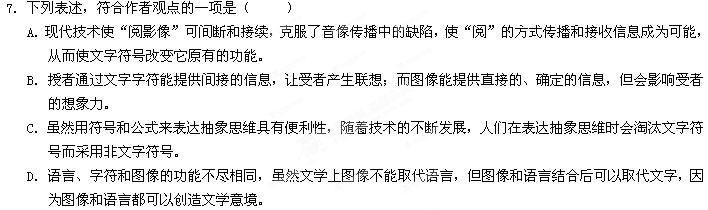 7. 下列表述，符合作者观点的一项是（　　）
A. 现代技术使“阅影像”可间断和接续，克服了音像传播中的缺陷，使“阅”的方式传播和接收信息成为可能，
从而使文字符号改变它原有的功能。
B. 授者通过文字字符能提供间接的信息，让受者产生联想；而图像能提供直接的、确定的信息，但会影响受者
的想象力。
C. 虽然用符号和公式来表达抽象思维具有便利性，随着技术的不断发展，人们在表达抽象思维时会淘汰文字符
号而采用非文字符号。
D. 语言、字符和图像的功能不尽相同，虽然文学上图像不能取代语言，但图像和语言结合后可以取代文字，因
为图像和语言都可以创造文学意境。